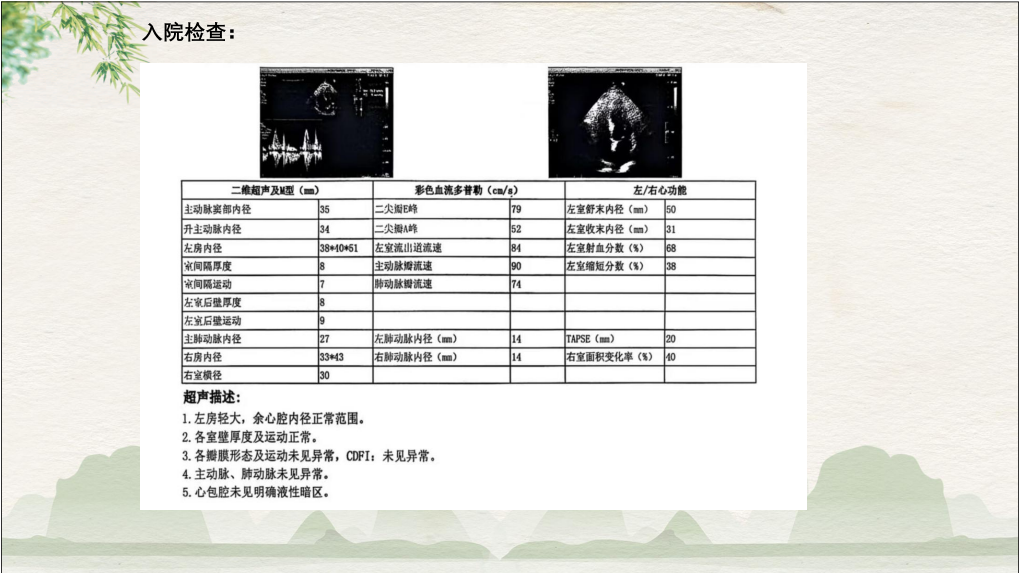 入院检查：
二维超声及M型（mm） 彩色血流多普勒（cm/s） 左/右心功能
主动脉窦部内径 35 二尖瓣E峰 79 左室舒末内径（mm） 50
升主动脉内径 34 二尖瓣A峰 52 左室收末内径（mm） 31
左房内径 38*40*51 左室流出道流速 84 左室射血分数（%） 68
室间隔厚度 8 主动脉瓣流速 90 左室缩短分数（%） 38
室间隔运动 7 肺动脉瓣流速 74
左室后壁厚度 8
左室后壁运动 9
主肺动脉内径 27 左肺动脉内径（mm） 14 TAPSE（mm） 20
右房内径 33*43 右肺动脉内径（mm） 14 右室面积变化率（%） 40
右室横径 30
超声描述：
1.左房轻大，余心腔内径正常范围。
2.各室壁厚度及运动正常。
3.各瓣膜形态及运动未见异常，CDFI：未见异常。
4.主动脉、肺动脉未见异常。
5.心包腔未见明确液性暗区。